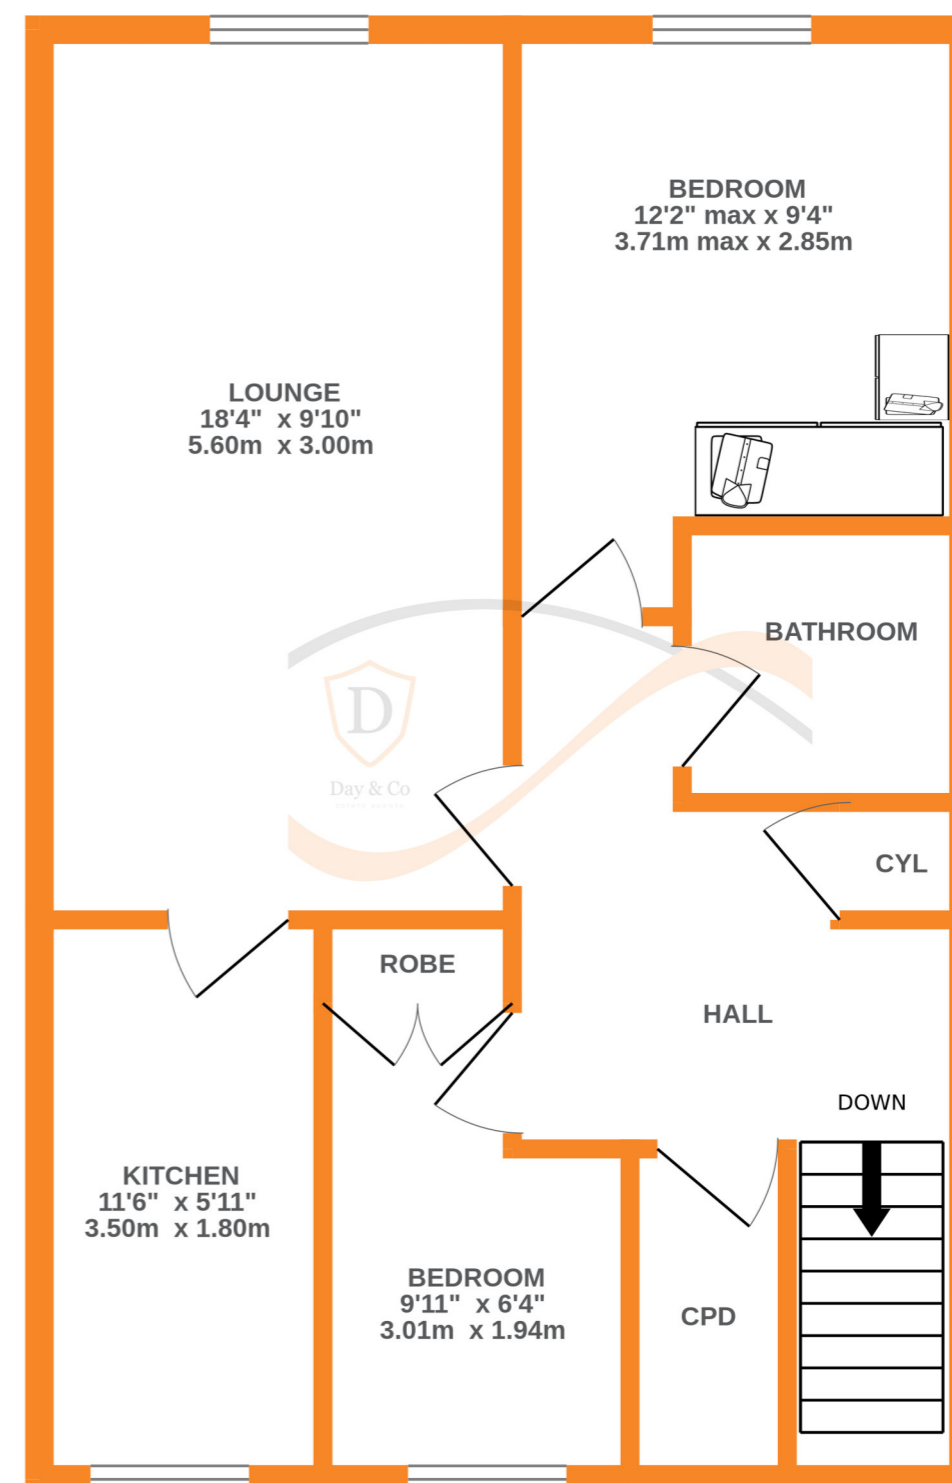 BEDROOM
12'2" max x 9'4"
3.71m max x 2.85m
LOUNGE
18'4" x 9'10"
5.60m x 3.00m
BATHROOM
D
Day & Co
CYL
ROBE
HALL
DOWN
KITCHEN
11'6" x 5'11"
3.50m x 1.80m
BEDROOM
9'11" x 6'4"
3.01m x 1.94m
CPD